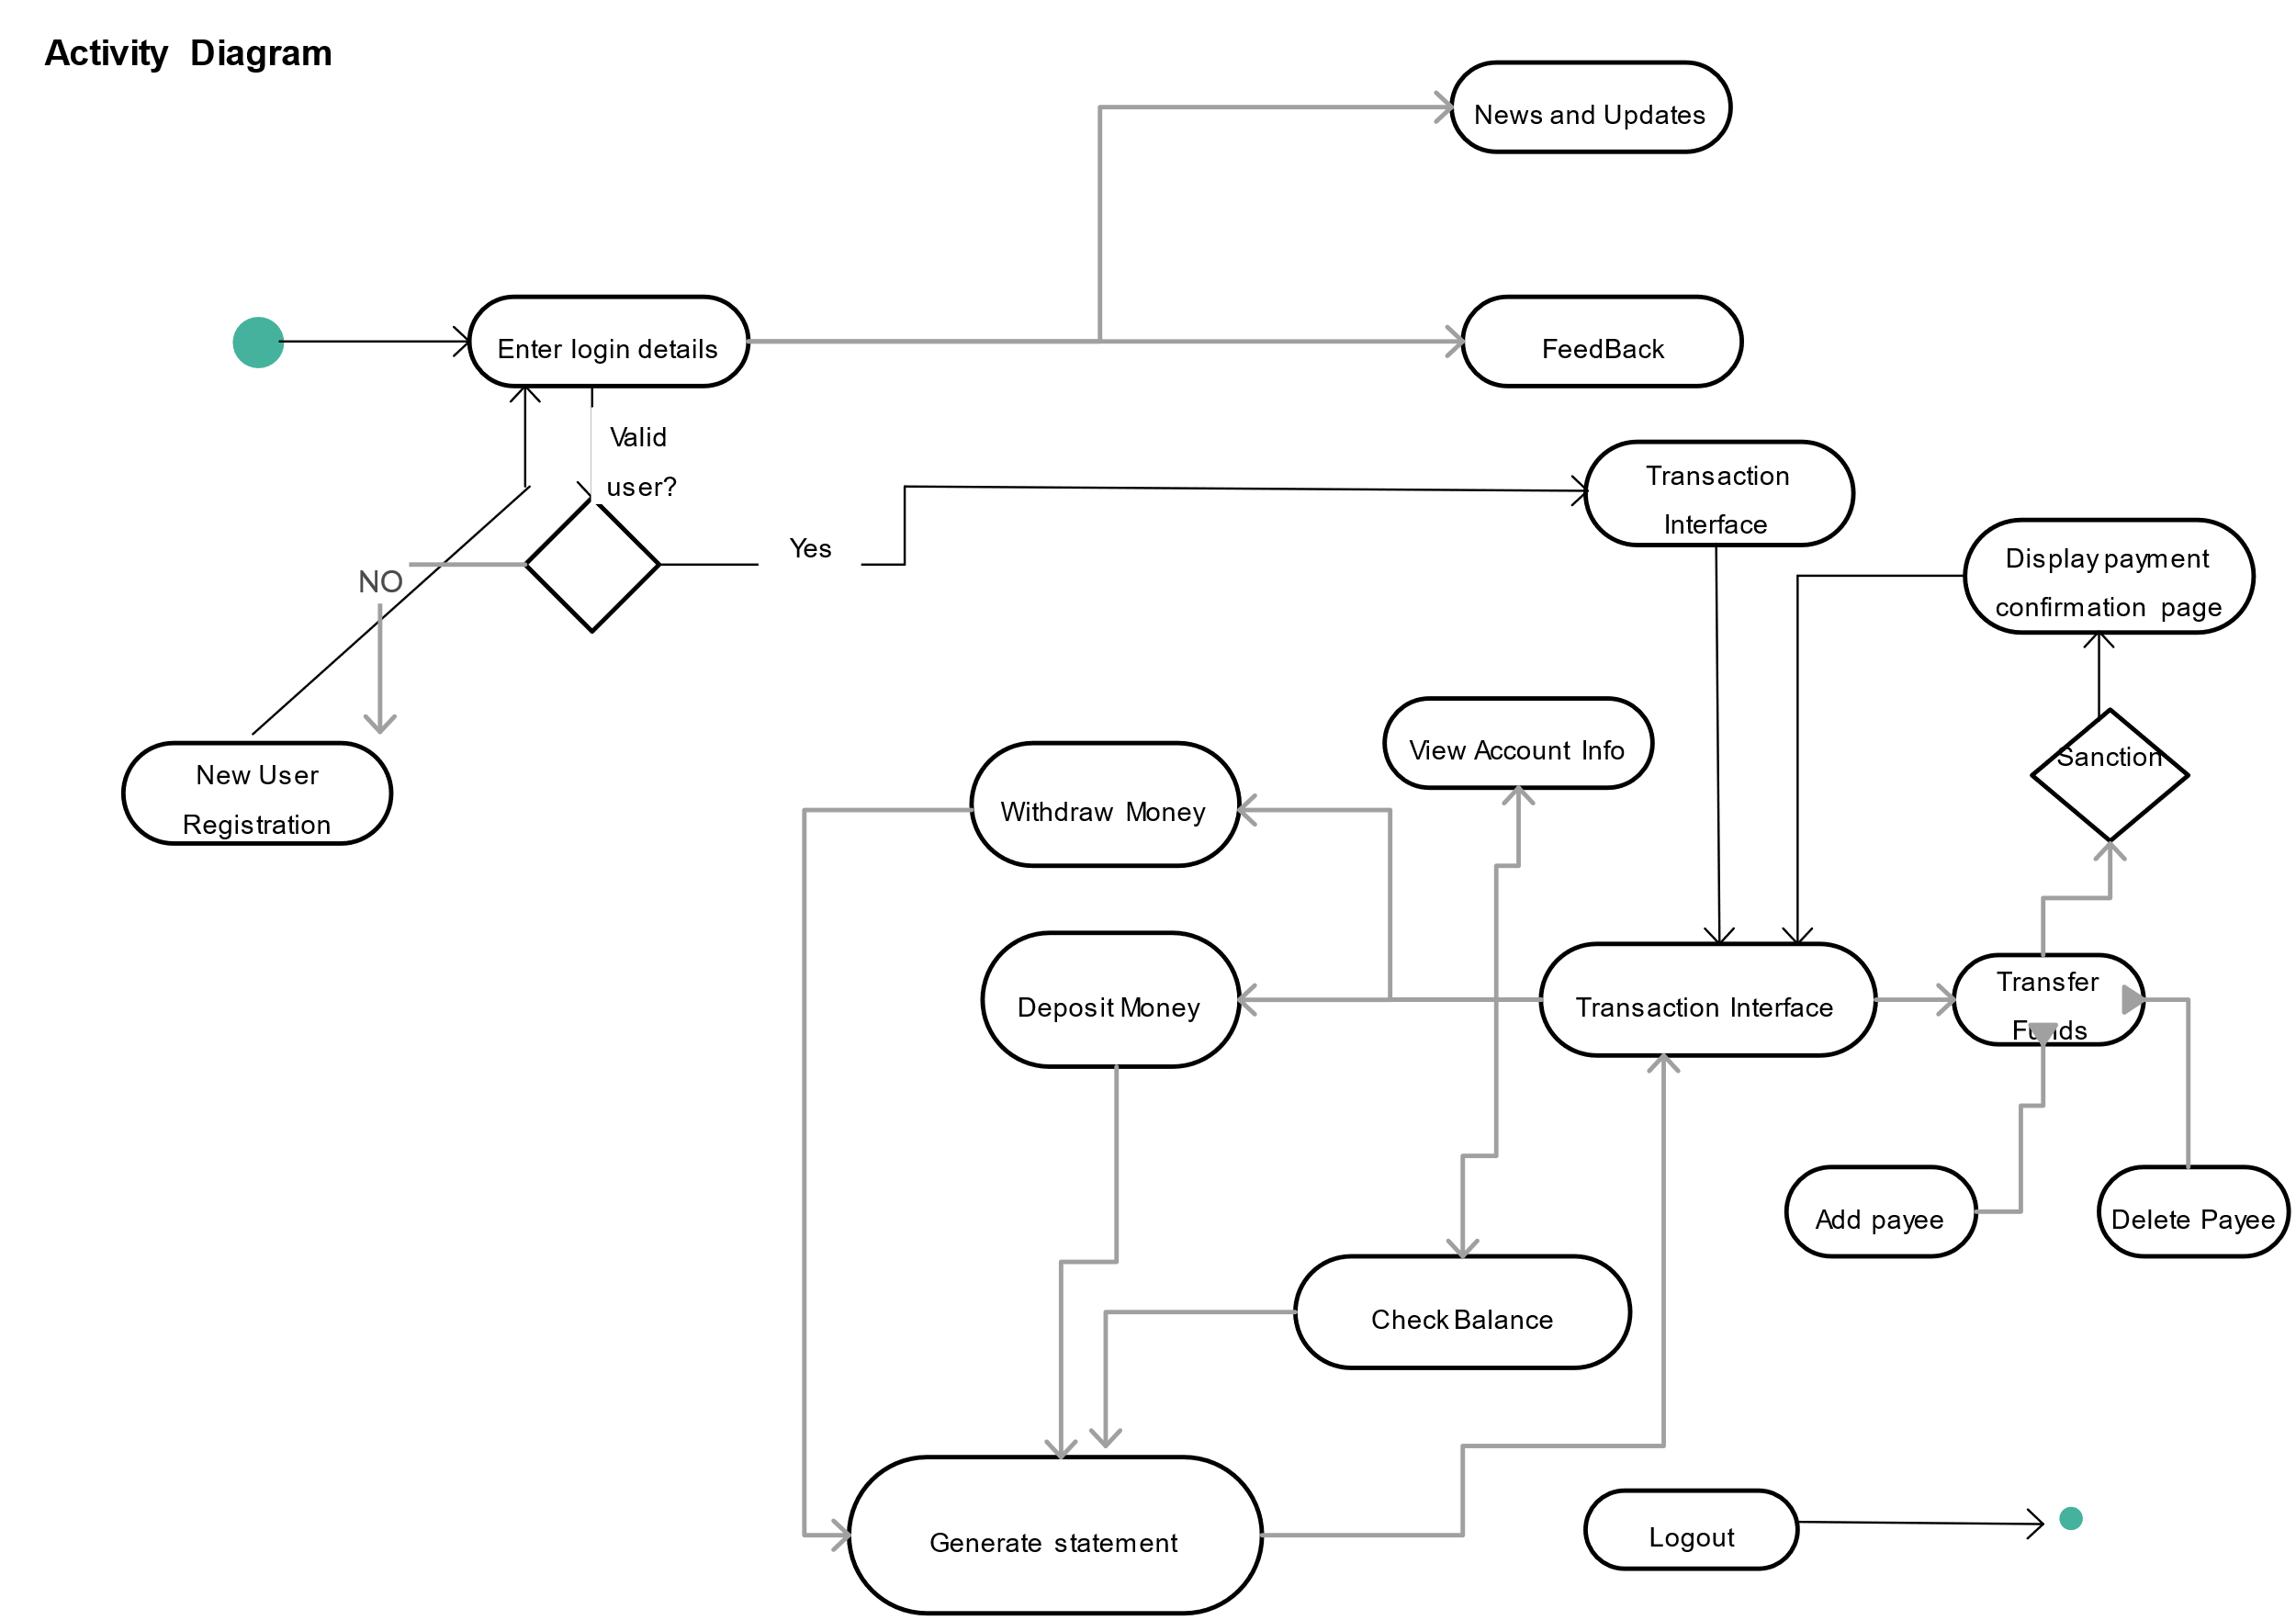 Activity Diagram
News and Updates
Enter login details
FeedBack
Valid
user?
Transaction
Interface
Yes
NO
Display payment
confirmation page
New User
Registration
View Account Info
Sanction
Withdraw Money
Deposit Money
Transaction Interface
Transfer
Funds
Add payee
Delete Payee
Check Balance
Generate statement
Logout